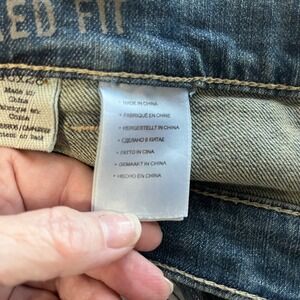 ED FIT
Made in
China
• MADE IN CHINA
• FABRIQUÉ EN CHINE
• HERGESTELLT IN CHINA
• СДЕЛАНО В КИТАЕ
• FATTO IN CINA
• GEMAAKT IN CHINA
• HECHO EN CHINA